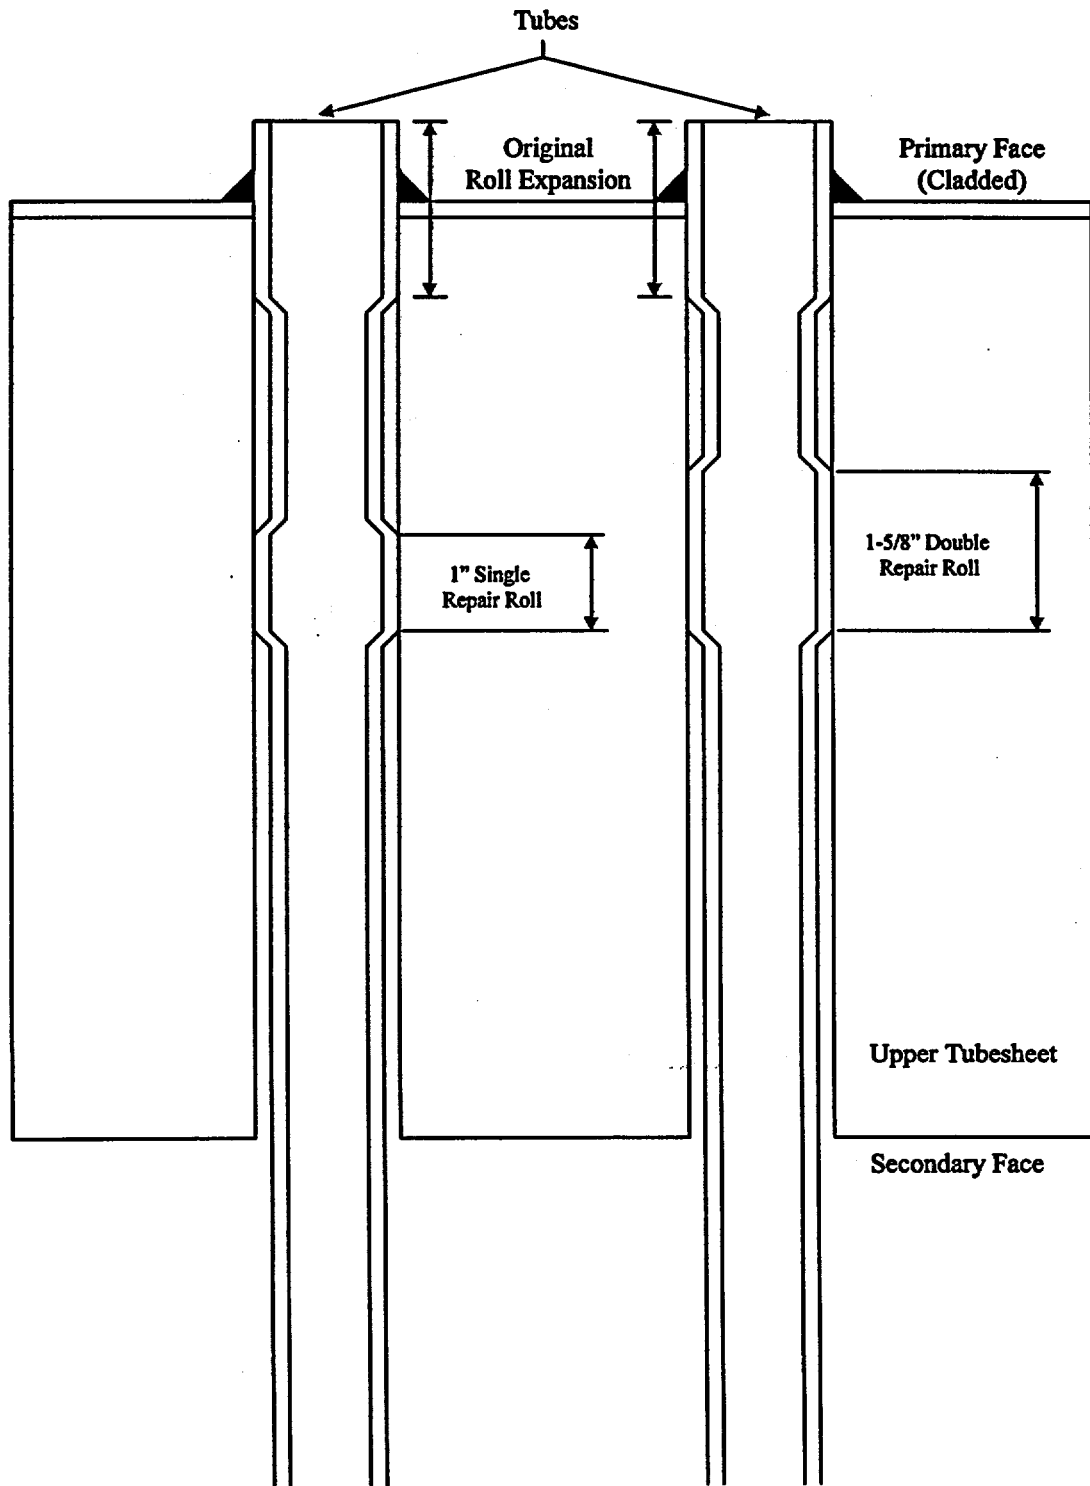 Tubes
Original
Roll Expansion
Primary Face
(Cladded)
1" Single
Repair Roll
1-5/8" Double
Repair Roll
Upper Tubesheet
Secondary Face